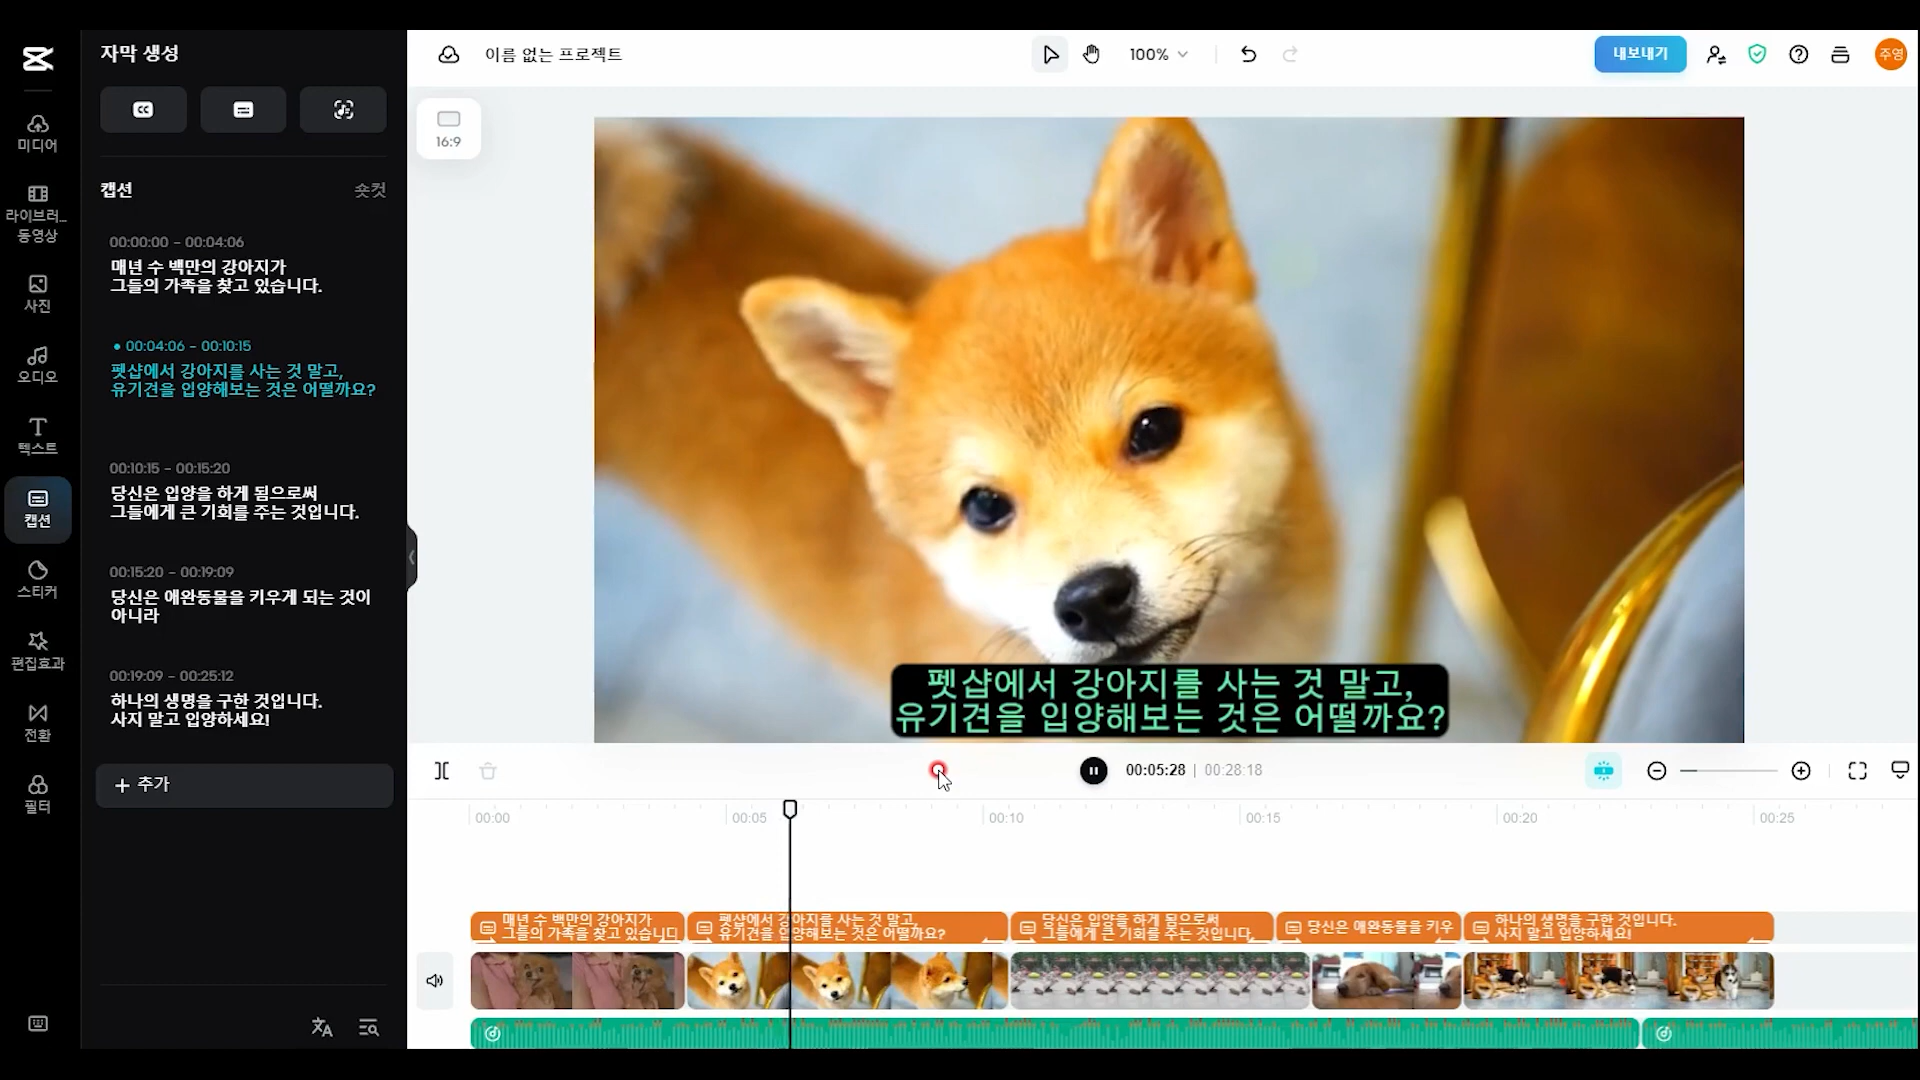 자막 생성
이름 없는 프로젝트
100%
내보내기
주영
미디어
라이브러...
동영상
사진
오디오
텍스트
캡션
스티커
편집효과
전환
필터
CC
캡션
숏컷
00:00:00 – 00:04:06
매년 수 백만의 강아지가
그들의 가족을 찾고 있습니다.
00:04:06 – 00:10:15
펫샵에서 강아지를 사는 것 말고,
유기견을 입양해보는 것은 어떨까요?
00:10:15 – 00:15:20
당신은 입양을 하게 됨으로써
그들에게 큰 기회를 주는 것입니다.
00:15:20 – 00:19:09
당신은 애완동물을 키우게 되는 것이
아니라
00:19:09 – 00:25:12
하나의 생명을 구한 것입니다.
사지 말고 입양하세요!
+ 추가
16:9
펫샵에서 강아지를 사는 것 말고,
유기견을 입양해보는 것은 어떨까요?
00:05:28 | 00:28:18
00:00 00:05 00:10 00:15 00:20 00:25
매년 수 백만의 강아지가
그들의 가족을 찾고 있습니다
펫샵에서 강아지를 사는 것 말고,
유기견을 입양해보는 것은 어떨까요?
당신은 입양을 하게 됨으로써
그들에게 큰 기회를 주는 것입니다.
당신은 애완동물을 키우
하나의 생명을 구한 것입니다.
사지 말고 입양하세요!